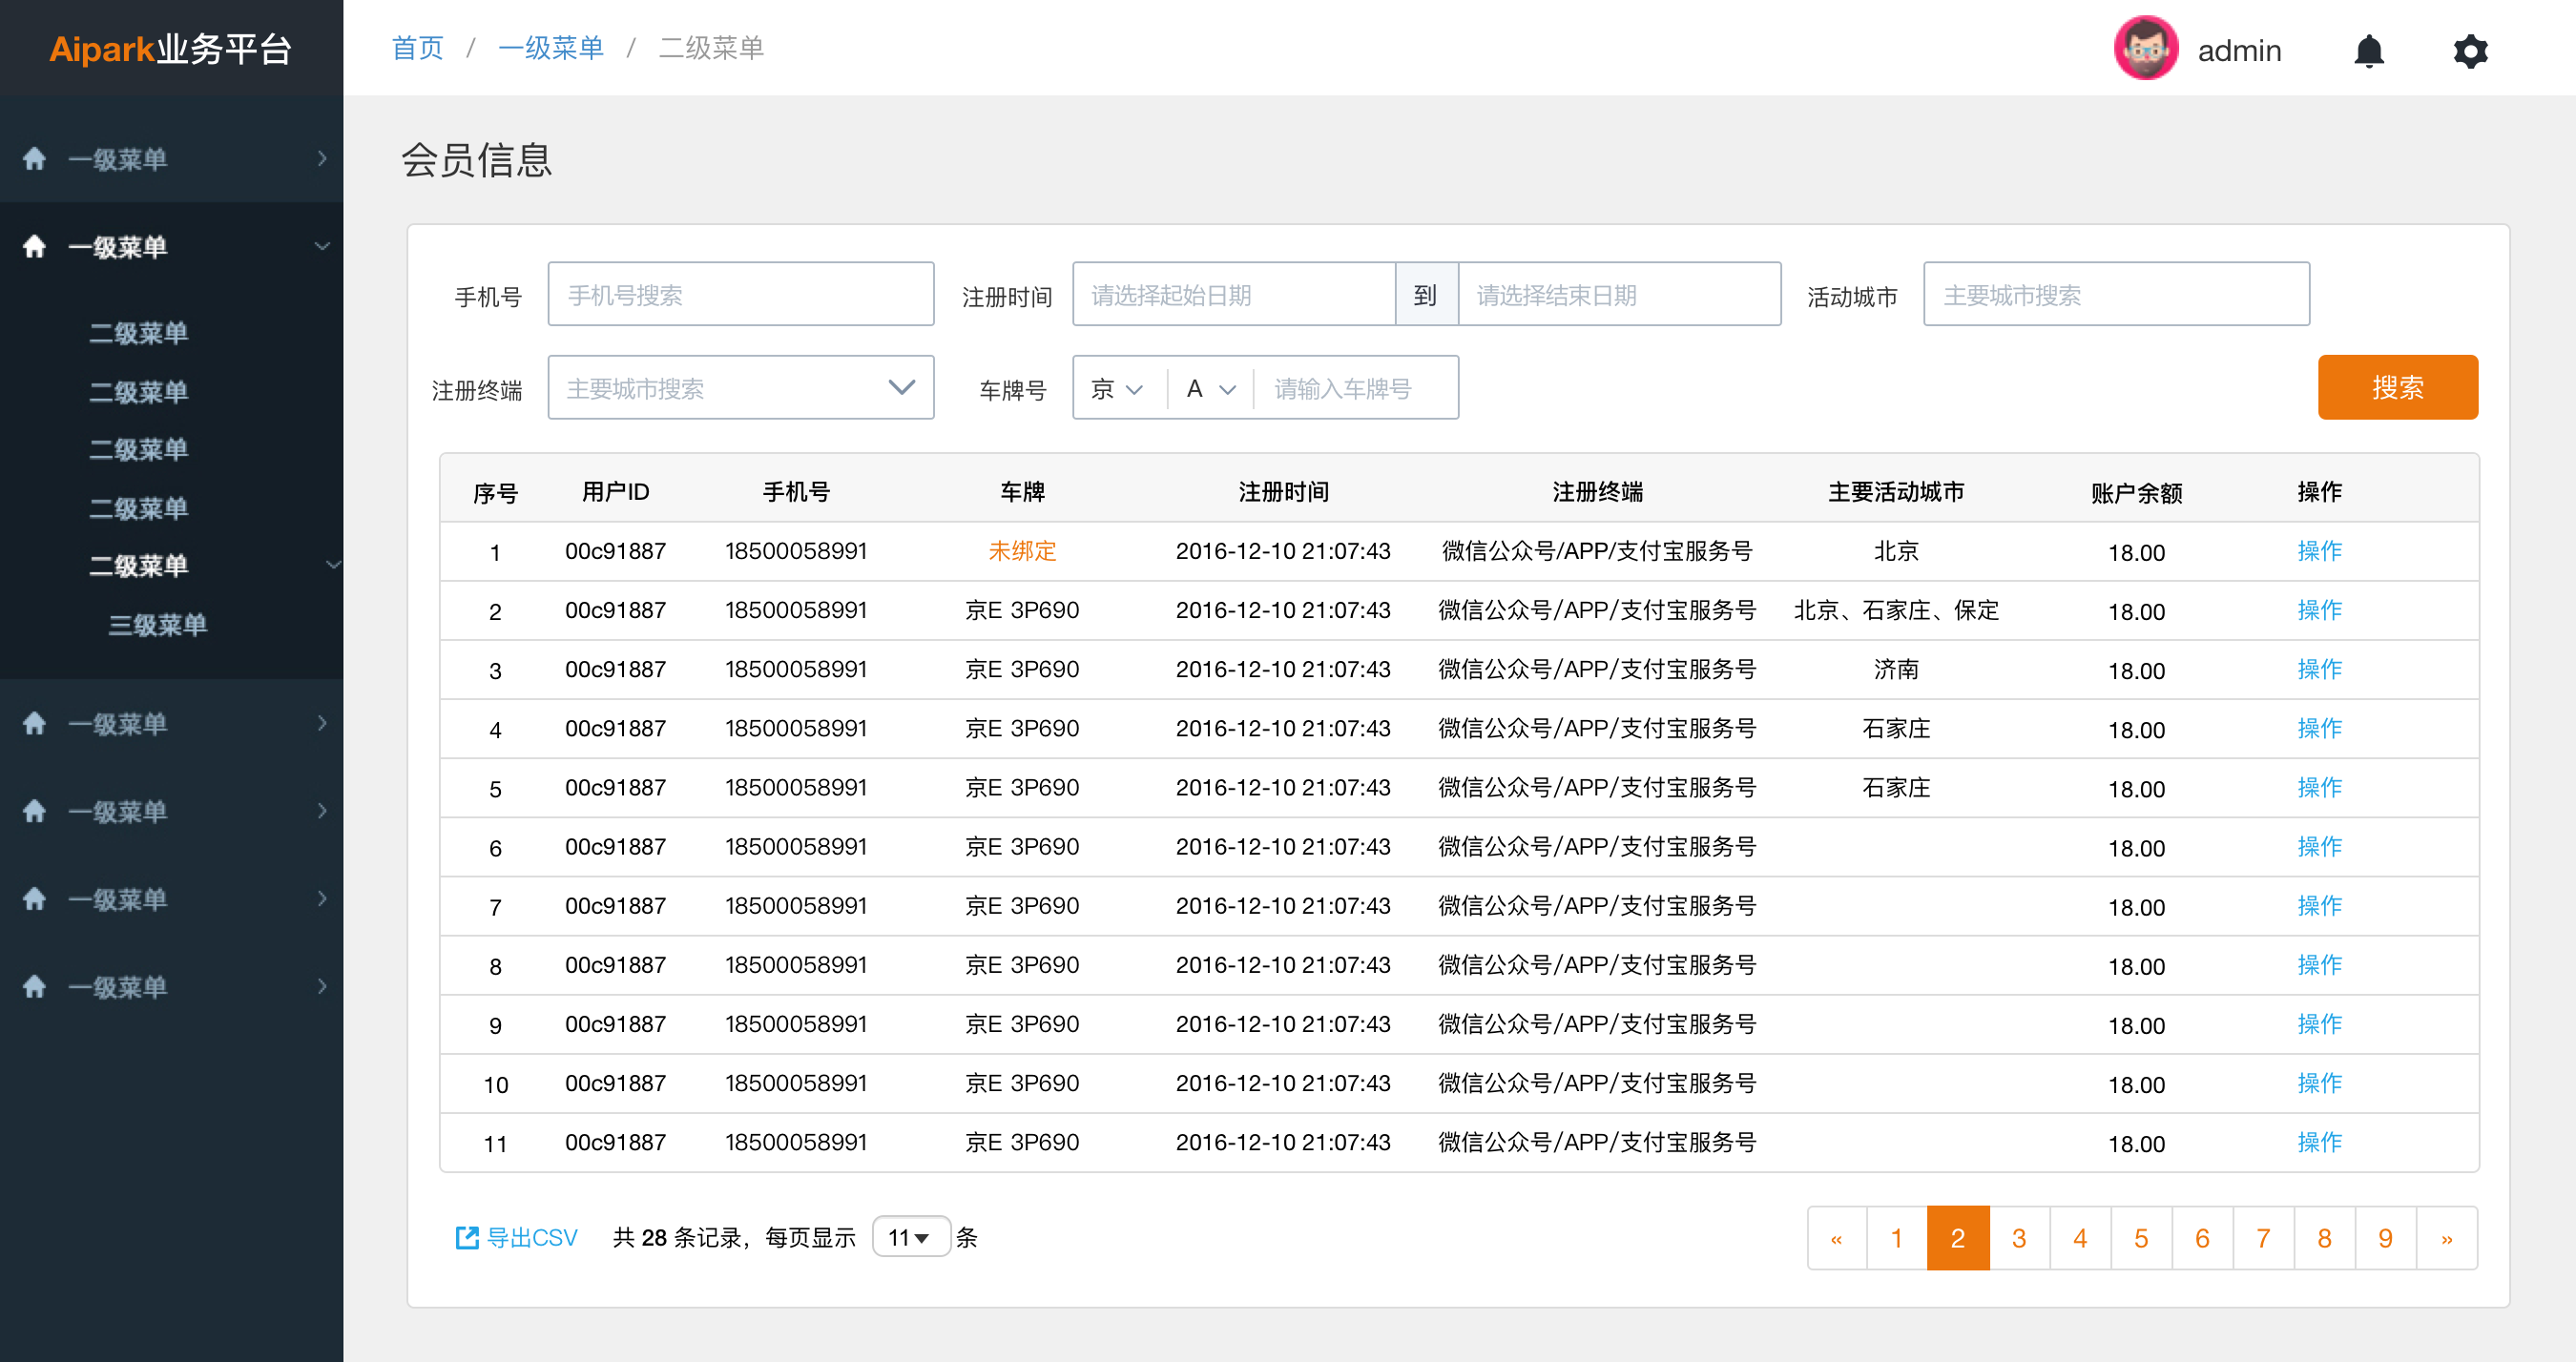 Aipark业务平台
首页 / 一级菜单 / 二级菜单
admin
一级菜单
一级菜单
二级菜单
二级菜单
二级菜单
二级菜单
二级菜单
三级菜单
一级菜单
一级菜单
一级菜单
一级菜单
会员信息
手机号 手机号搜索 注册时间 请选择起始日期 到 请选择结束日期 活动城市 主要城市搜索
注册终端 主要城市搜索 车牌号 京 A 请输入车牌号 搜索
序号 用户ID 手机号 车牌 注册时间 注册终端 主要活动城市 账户余额 操作
1 00c91887 18500058991 未绑定 2016-12-10 21:07:43 微信公众号/APP/支付宝服务号 北京 18.00 操作
2 00c91887 18500058991 京E 3P690 2016-12-10 21:07:43 微信公众号/APP/支付宝服务号 北京、石家庄、保定 18.00 操作
3 00c91887 18500058991 京E 3P690 2016-12-10 21:07:43 微信公众号/APP/支付宝服务号 济南 18.00 操作
4 00c91887 18500058991 京E 3P690 2016-12-10 21:07:43 微信公众号/APP/支付宝服务号 石家庄 18.00 操作
5 00c91887 18500058991 京E 3P690 2016-12-10 21:07:43 微信公众号/APP/支付宝服务号 石家庄 18.00 操作
6 00c91887 18500058991 京E 3P690 2016-12-10 21:07:43 微信公众号/APP/支付宝服务号 18.00 操作
7 00c91887 18500058991 京E 3P690 2016-12-10 21:07:43 微信公众号/APP/支付宝服务号 18.00 操作
8 00c91887 18500058991 京E 3P690 2016-12-10 21:07:43 微信公众号/APP/支付宝服务号 18.00 操作
9 00c91887 18500058991 京E 3P690 2016-12-10 21:07:43 微信公众号/APP/支付宝服务号 18.00 操作
10 00c91887 18500058991 京E 3P690 2016-12-10 21:07:43 微信公众号/APP/支付宝服务号 18.00 操作
11 00c91887 18500058991 京E 3P690 2016-12-10 21:07:43 微信公众号/APP/支付宝服务号 18.00 操作
导出CSV 共 28 条记录，每页显示 11 条
« 1 2 3 4 5 6 7 8 9 »